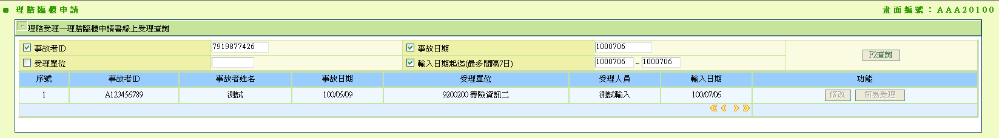 理賠臨櫃申請 畫面編號：AAA20100
理賠受理─理賠臨櫃申請書線上受理查詢
事故者ID 7919877426 事故日期 1000706 F2查詢
受理單位 輸入日期起迄(最多間隔7日) 1000706 ~ 1000706
序號 事故者ID 事故者姓名 事故日期 受理單位 受理人員 輸入日期 功能
1 A123456789 測試 100/05/09 9200200 壽險資訊二 測試輸入 100/07/06 修改 簡易受理